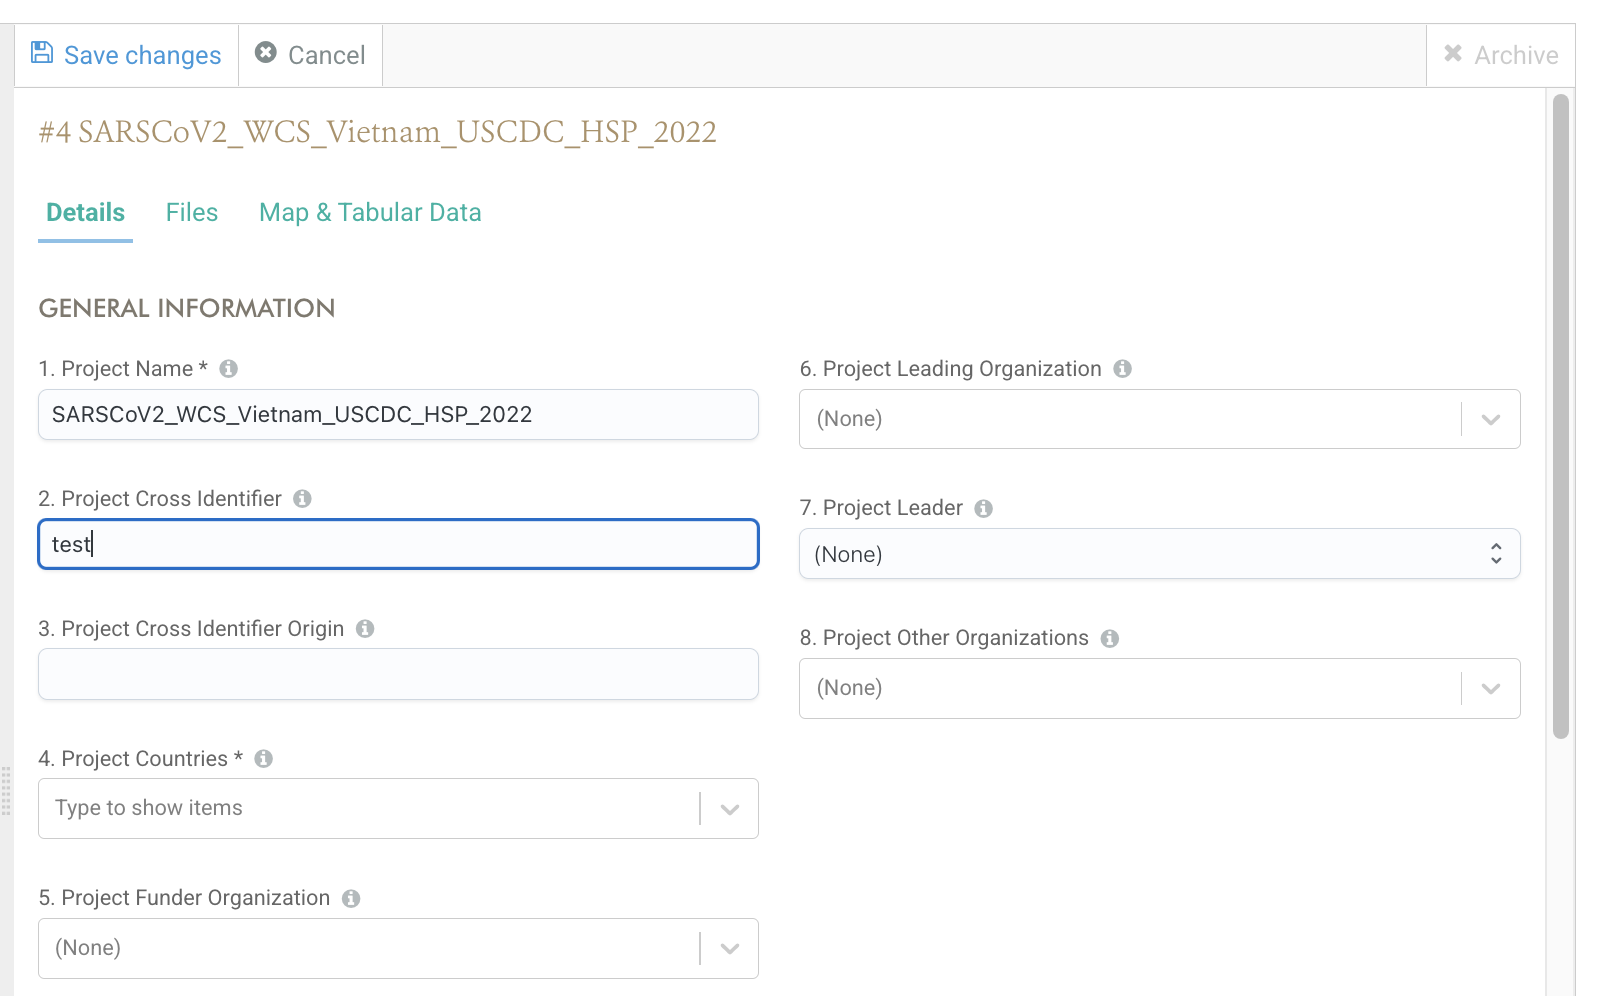 Save changes
Cancel
Archive
#4 SARSCoV2_WCS_Vietnam_USCDC_HSP_2022
Details
Files
Map & Tabular Data
GENERAL INFORMATION
1. Project Name *
SARSCoV2_WCS_Vietnam_USCDC_HSP_2022
2. Project Cross Identifier
test
3. Project Cross Identifier Origin
4. Project Countries *
Type to show items
5. Project Funder Organization
(None)
6. Project Leading Organization
(None)
7. Project Leader
(None)
8. Project Other Organizations
(None)